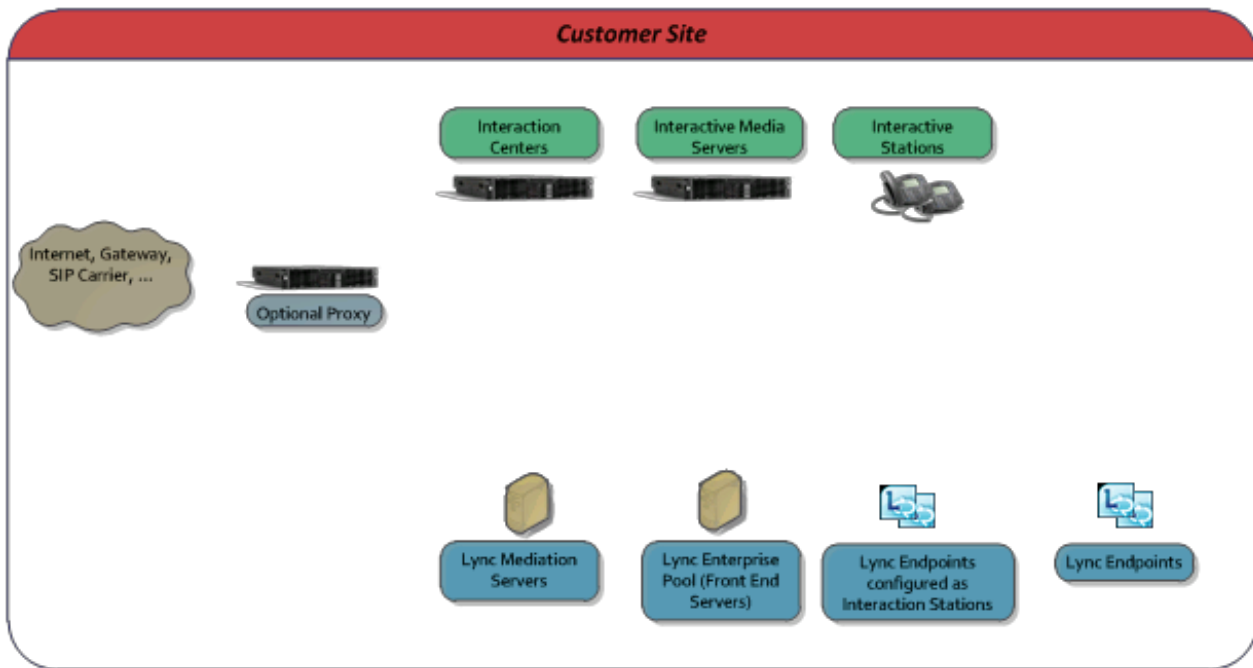 Customer Site
Interaction
Centers
Interactive Media
Servers
Interactive
Stations
Internet, Gateway,
SIP Carrier, ...
Optional Proxy
L
L
Lync Mediation
Servers
Lync Enterprise
Pool (Front End
Servers)
Lync Endpoints
configured as
Interaction Stations
Lync Endpoints